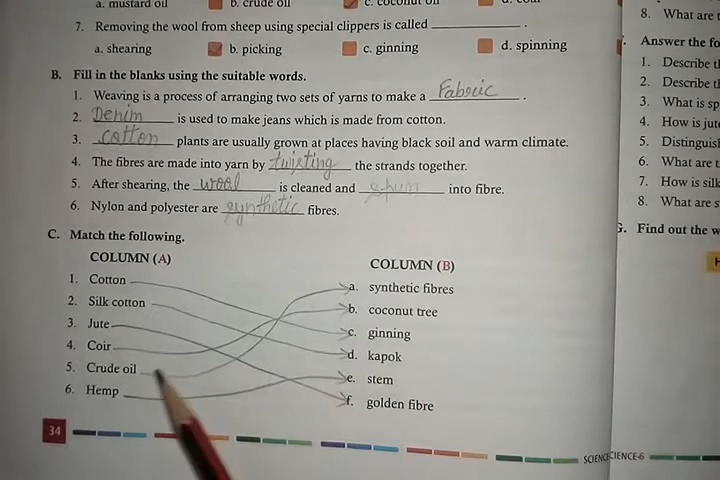 a. mustard oil b. crude oil c. coconut oil d. coal
7. Removing the wool from sheep using special clippers is called ________ .
a. shearing b. picking c. ginning d. spinning
B. Fill in the blanks using the suitable words.
1. Weaving is a process of arranging two sets of yarns to make a Fabric .
2. Denim is used to make jeans which is made from cotton.
3. cotton plants are usually grown at places having black soil and warm climate.
4. The fibres are made into yarn by twisting the strands together.
5. After shearing, the wool is cleaned and spun into fibre.
6. Nylon and polyester are synthetic fibres.
C. Match the following.
COLUMN (A) COLUMN (B)
1. Cotton a. synthetic fibres
2. Silk cotton b. coconut tree
3. Jute c. ginning
4. Coir d. kapok
5. Crude oil e. stem
6. Hemp f. golden fibre
34
SCIENCE
SCIENCE-6
8. What are
Answer the
1. Describe
2. Describe
3. What is
4. How is
5.
6. What are
7. How is
8. What are
G. Find out the